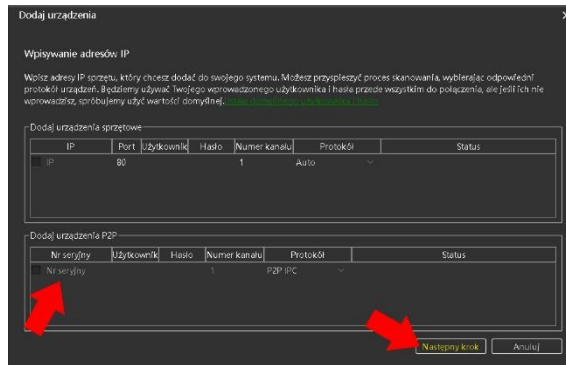 Dodaj urządzenia
Wpisywanie adresów IP
Wpisz adresy IP sprzętu, który chcesz dodać do swojego systemu. Możesz przyspieszyć proces skanowania, wybierając odpowiedni
protokół urządzeń. Będziemy używać Twojego wprowadzonego użytkownika i hasła przede wszystkim do połączenia, ale jeśli ich nie
wprowadzisz, spróbujemy użyć wartości domyślnej.
Dodaj urządzenia sprzętowe
IP Port Użytkownik Hasło Numer kanału Protokół Status
IP 80 1 Auto
Dodaj urządzenia P2P
Nr seryjny Użytkownik Hasło Numer kanału Protokół Status
Nr seryjny 1 P2P IPC
Następny krok Anuluj